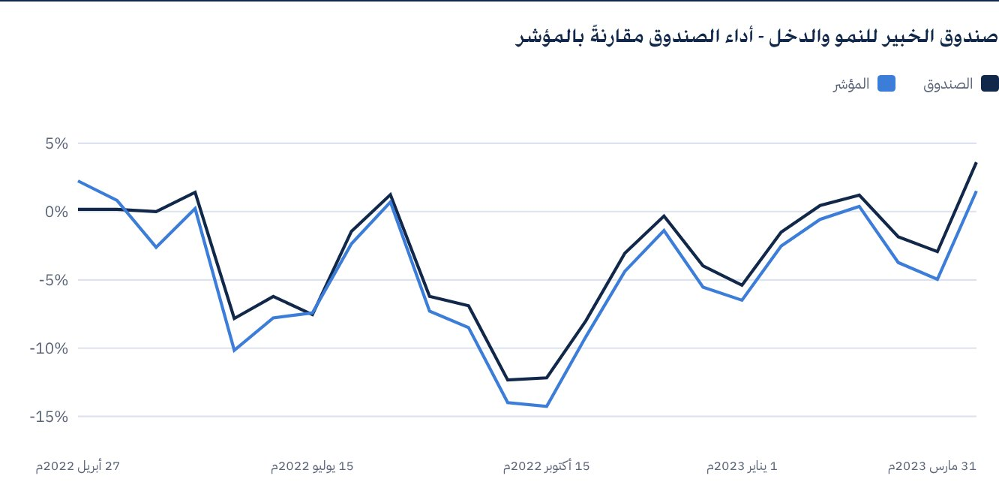 صندوق الخبير للنمو والدخل - أداء الصندوق مقارنةً بالمؤشر
الصندوق المؤشر
5%
0%
-5%
-10%
-15%
27 أبريل 2022م 15 يوليو 2022م 15 أكتوبر 2022م 1 يناير 2023م 31 مارس 2023م